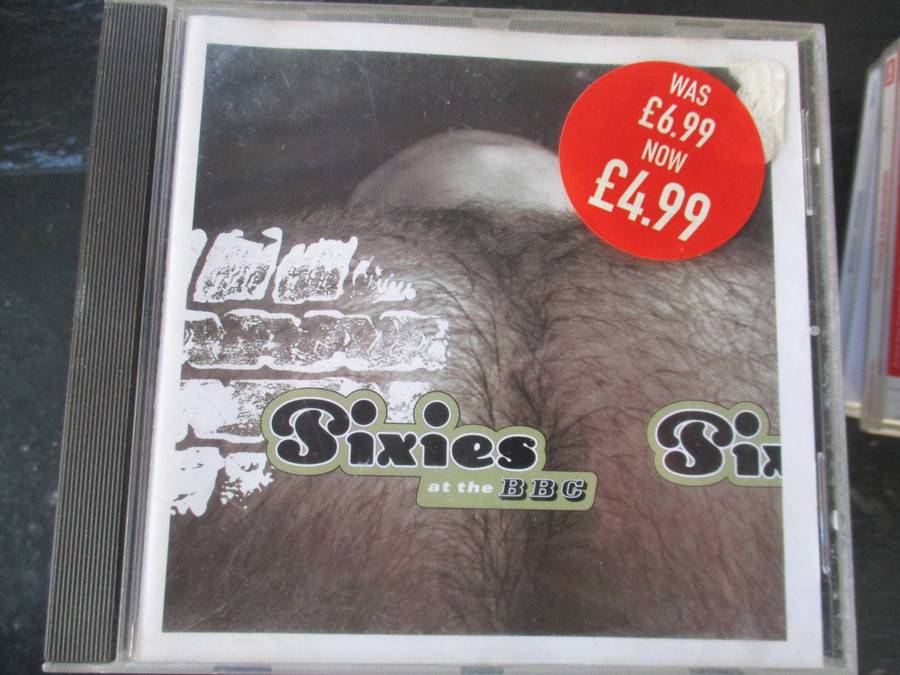 WAS
£6.99
NOW
£4.99
Pixies
at the BBC
Pix